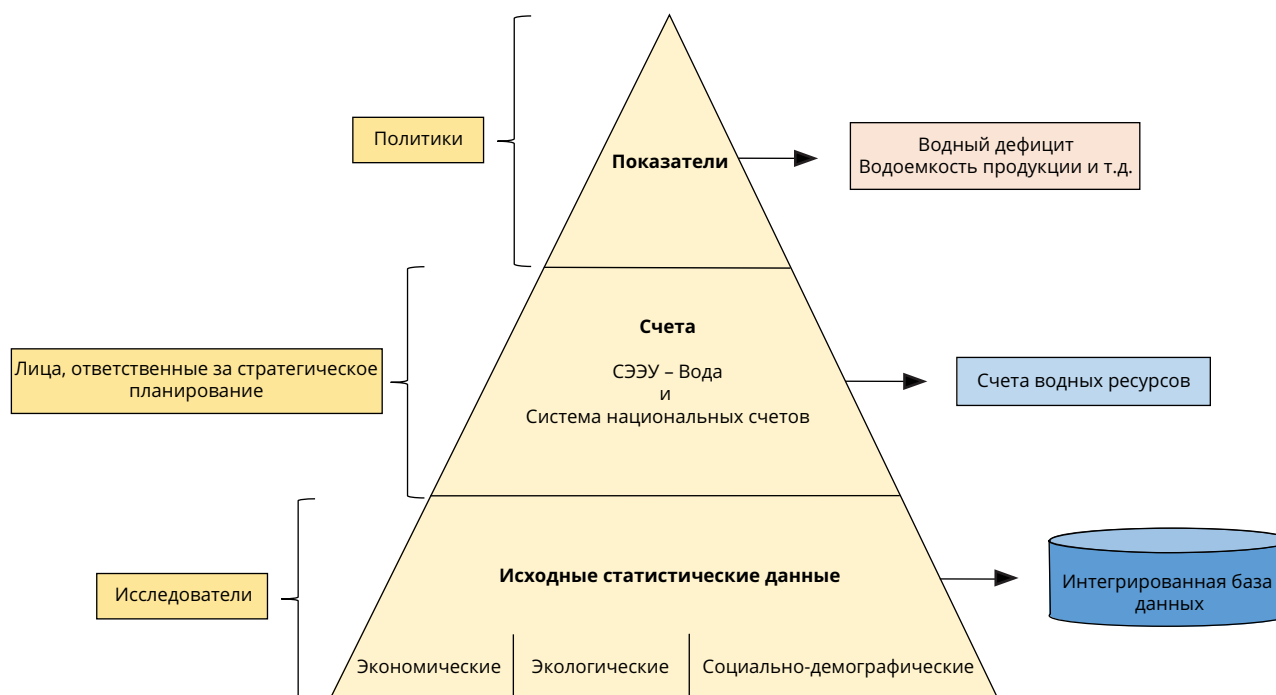 Политики
Показатели
Водный дефицит
Водоемкость продукции и т.д.
Лица, ответственные за стратегическое
планирование
Счета
СЭЭУ – Вода
и
Система национальных счетов
Счета водных ресурсов
Исследователи
Исходные статистические данные
Экономические
Экологические
Социально-демографические
Интегрированная база
данных